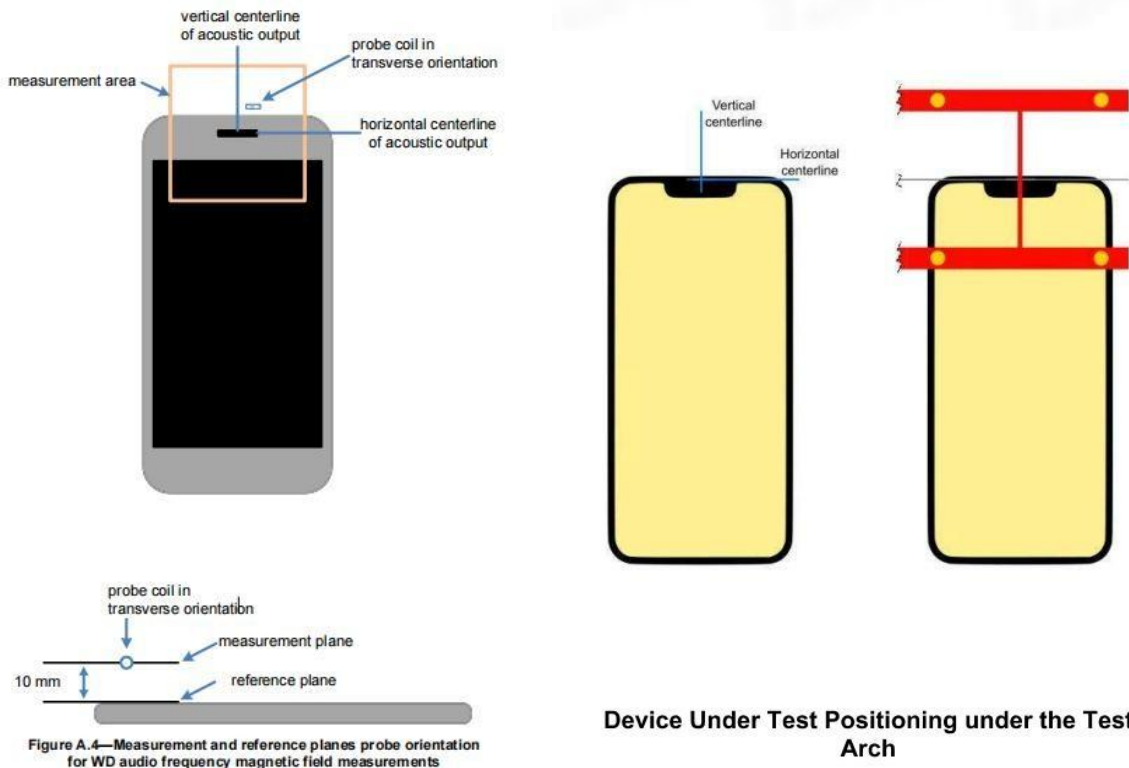 vertical centerline
of acoustic output
probe coil in
transverse orientation
measurement area
horizontal centerline
of acoustic output
probe coil in
transverse orientation
measurement plane
10 mm
reference plane
Figure A.4—Measurement and reference planes probe orientation
for WD audio frequency magnetic field measurements
Vertical
centerline
Horizontal
centerline
Device Under Test Positioning under the Test
Arch